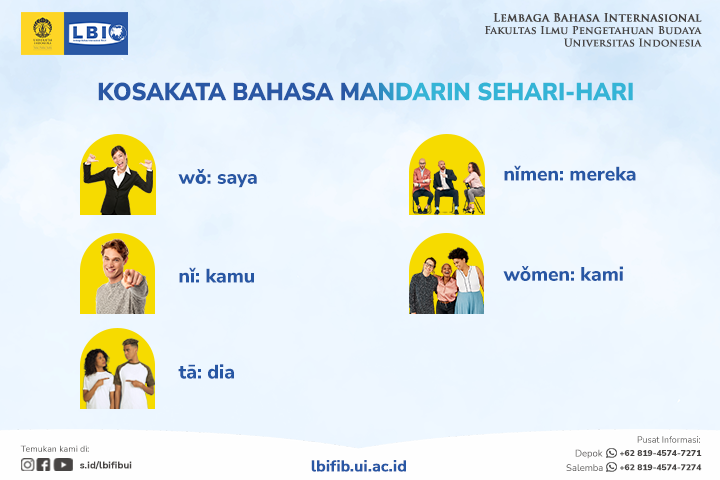 LBI
LEMBAGA BAHASA INTERNASIONAL
FAKULTAS ILMU PENGETAHUAN BUDAYA
UNIVERSITAS INDONESIA
KOSAKATA BAHASA MANDARIN SEHARI-HARI
wǒ: saya
nǐ: kamu
tā: dia
nǐmen: mereka
wǒmen: kami
Temukan kami di:
s.id/lbifibui
lbifib.ui.ac.id
Pusat Informasi:
Depok +62 819-4574-7271
Salemba +62 819-4574-7274